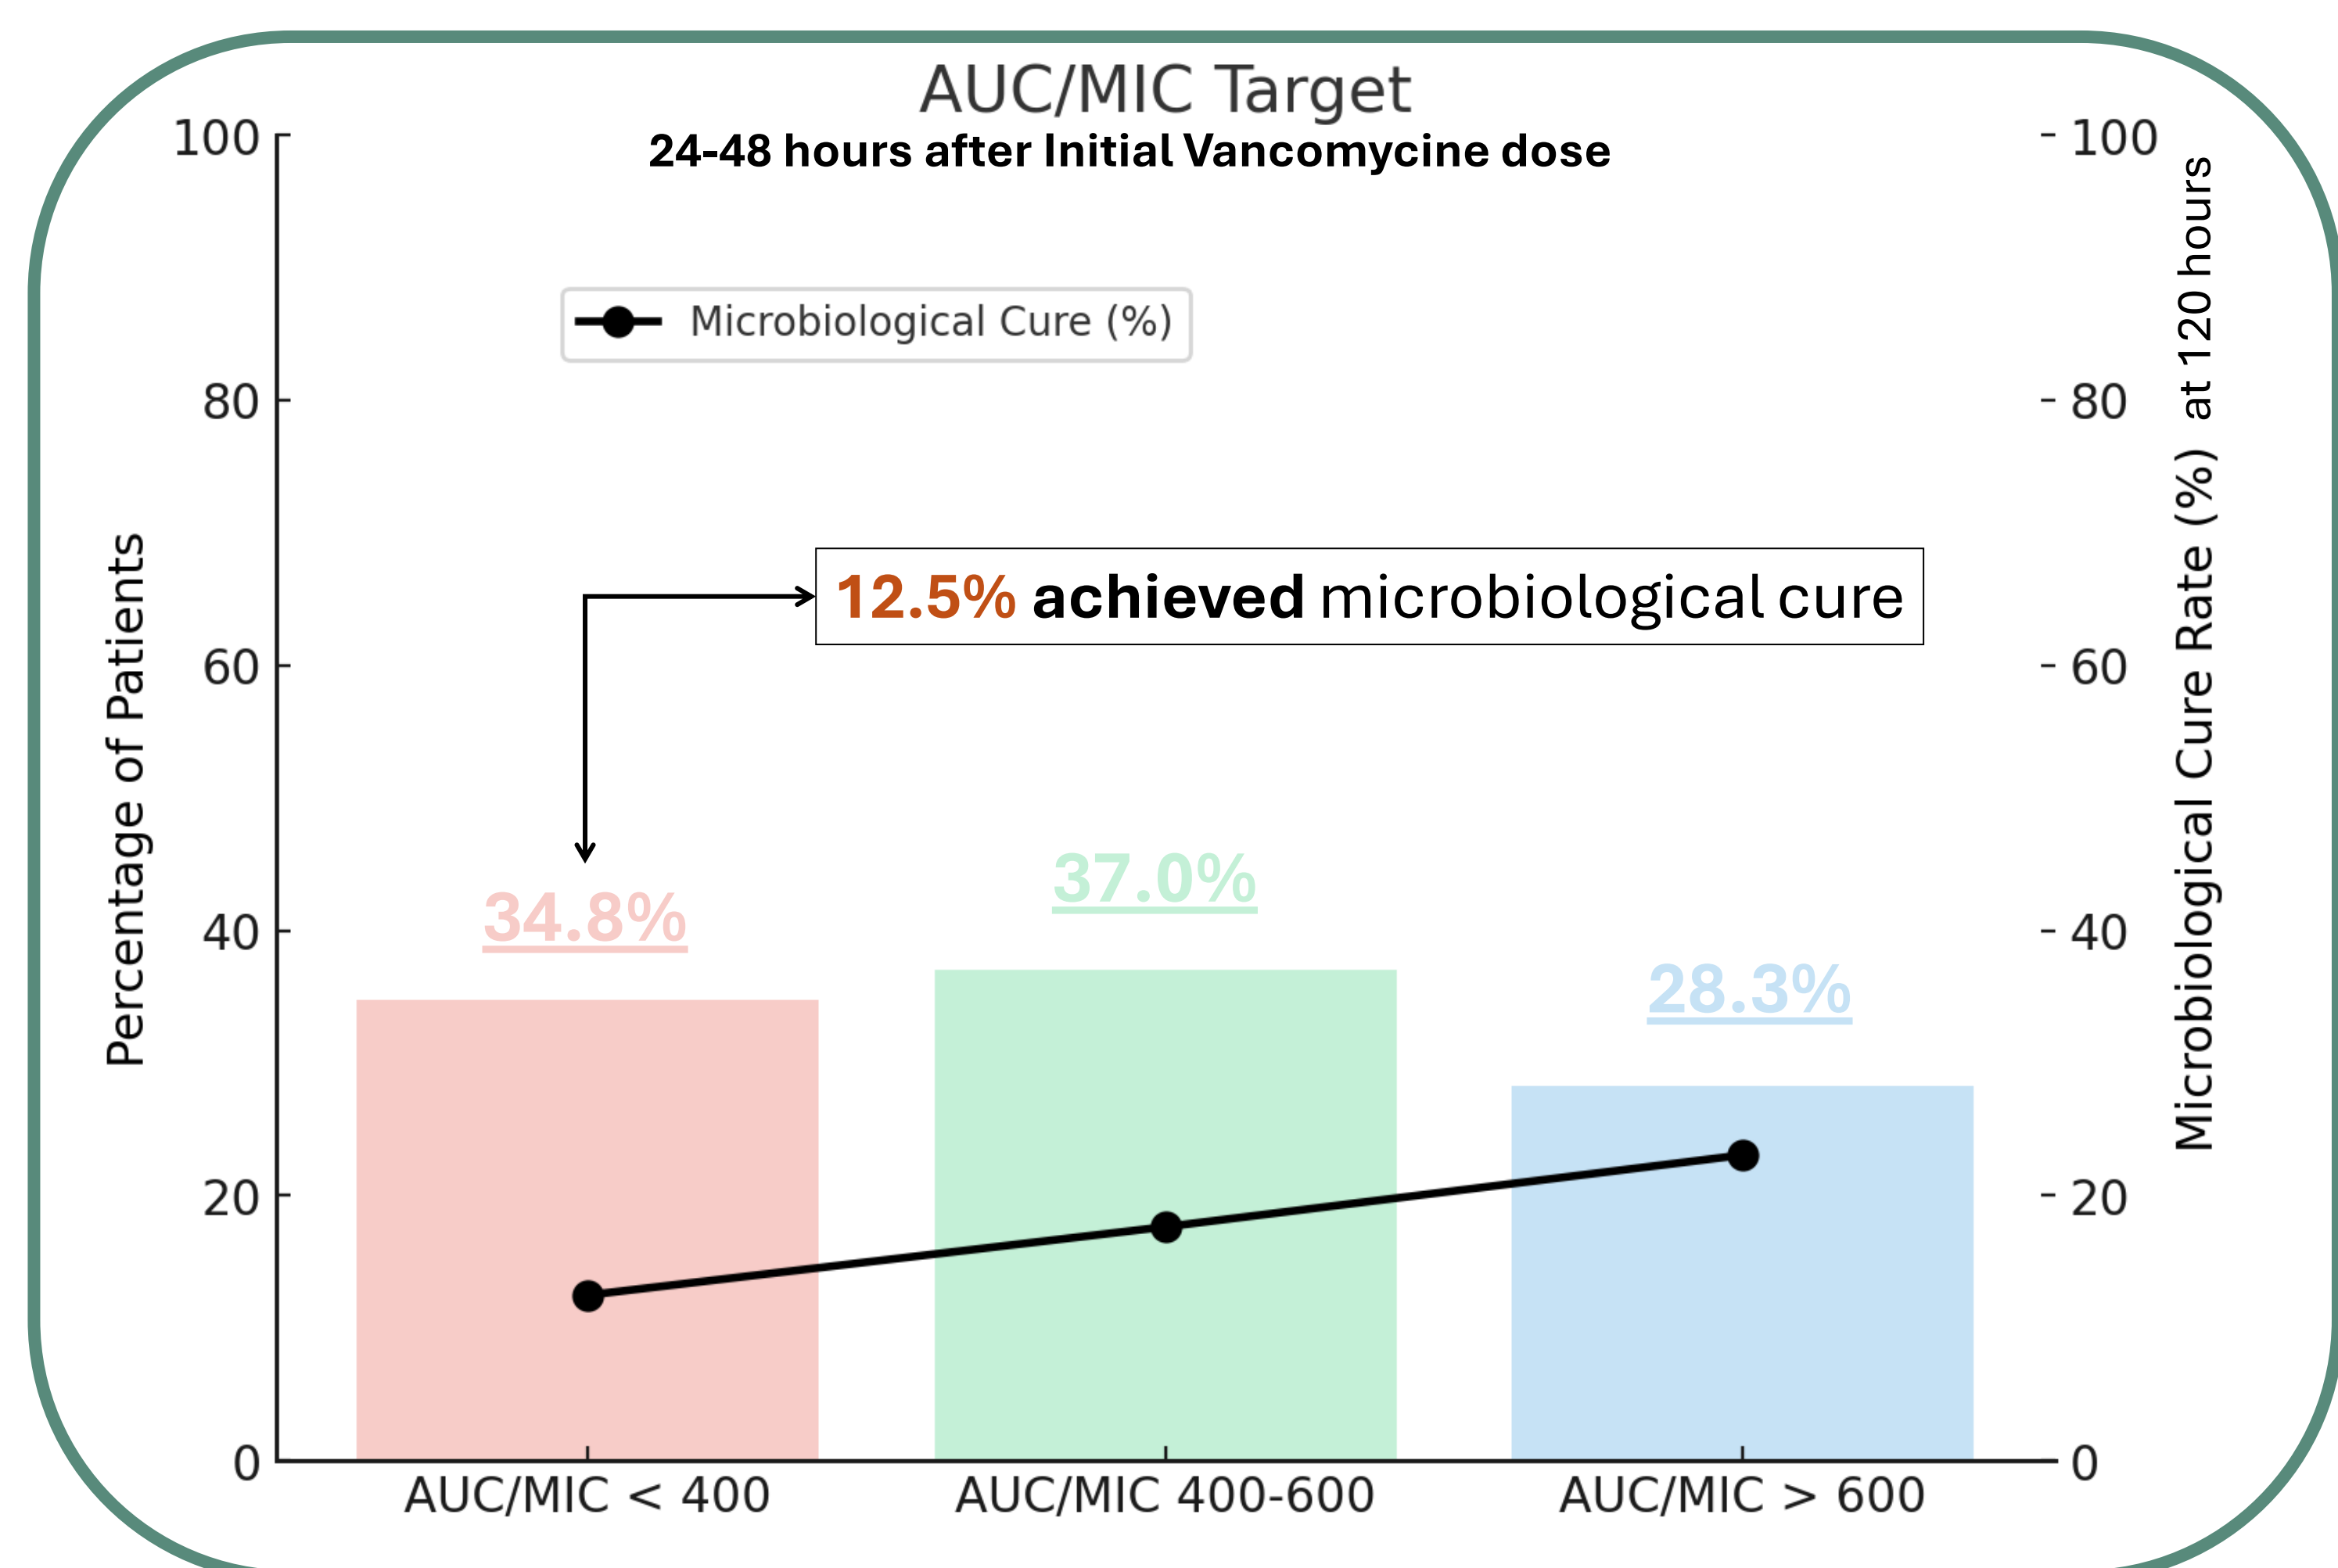 AUC/MIC Target
24-48 hours after Initial Vancomycine dose
Microbiological Cure (%)
12.5% achieved microbiological cure
34.8%
37.0%
28.3%
Percentage of Patients
100
80
60
40
20
0
100
80
60
40
20
0
Microbiological Cure Rate (%) at 120 hours
AUC/MIC < 400
AUC/MIC 400-600
AUC/MIC > 600